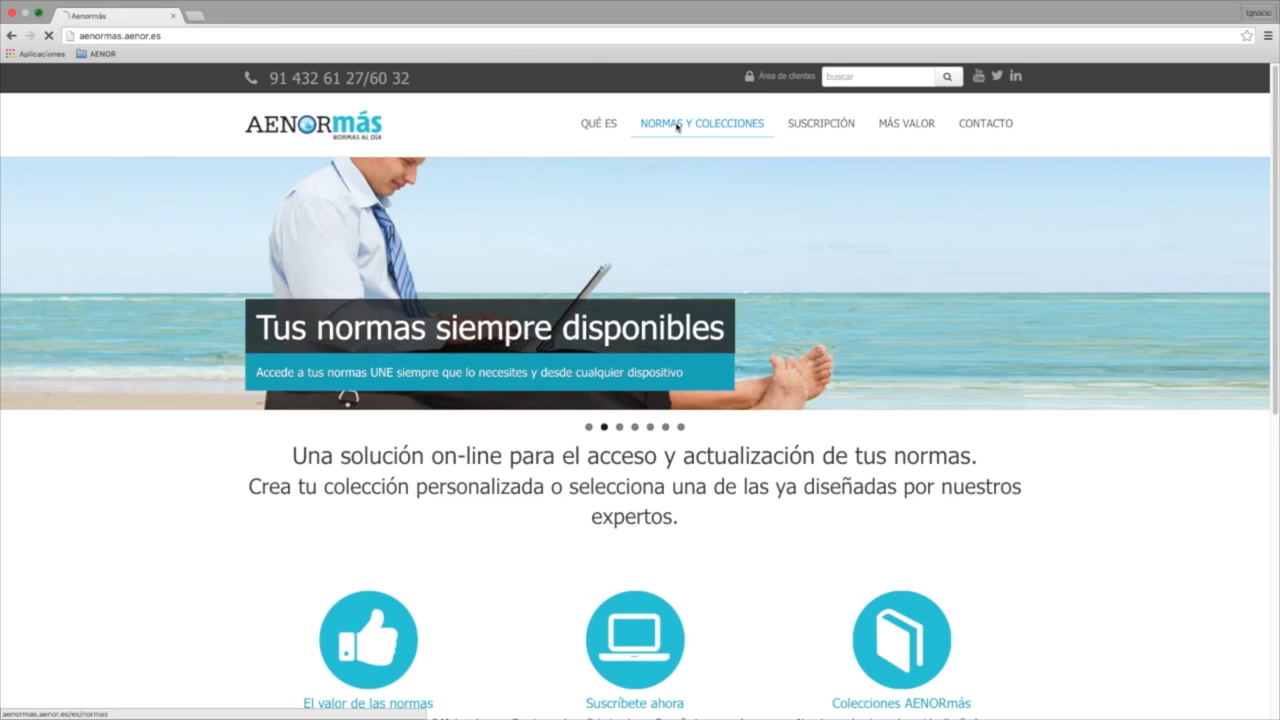 Aenormás
Ignacio
aenormas.aenor.es
Aplicaciones AENOR
91 432 61 27/60 32
Área de clientes
buscar
AENORmás
NORMAS AL DÍA
QUÉ ES
NORMAS Y COLECCIONES
SUSCRIPCIÓN
MÁS VALOR
CONTACTO
Tus normas siempre disponibles
Accede a tus normas UNE siempre que lo necesites y desde cualquier dispositivo
Una solución on-line para el acceso y actualización de tus normas.
Crea tu colección personalizada o selecciona una de las ya diseñadas por nuestros
expertos.
El valor de las normas
Suscríbete ahora
Colecciones AENORmás
aenormas.aenor.es/es/normas